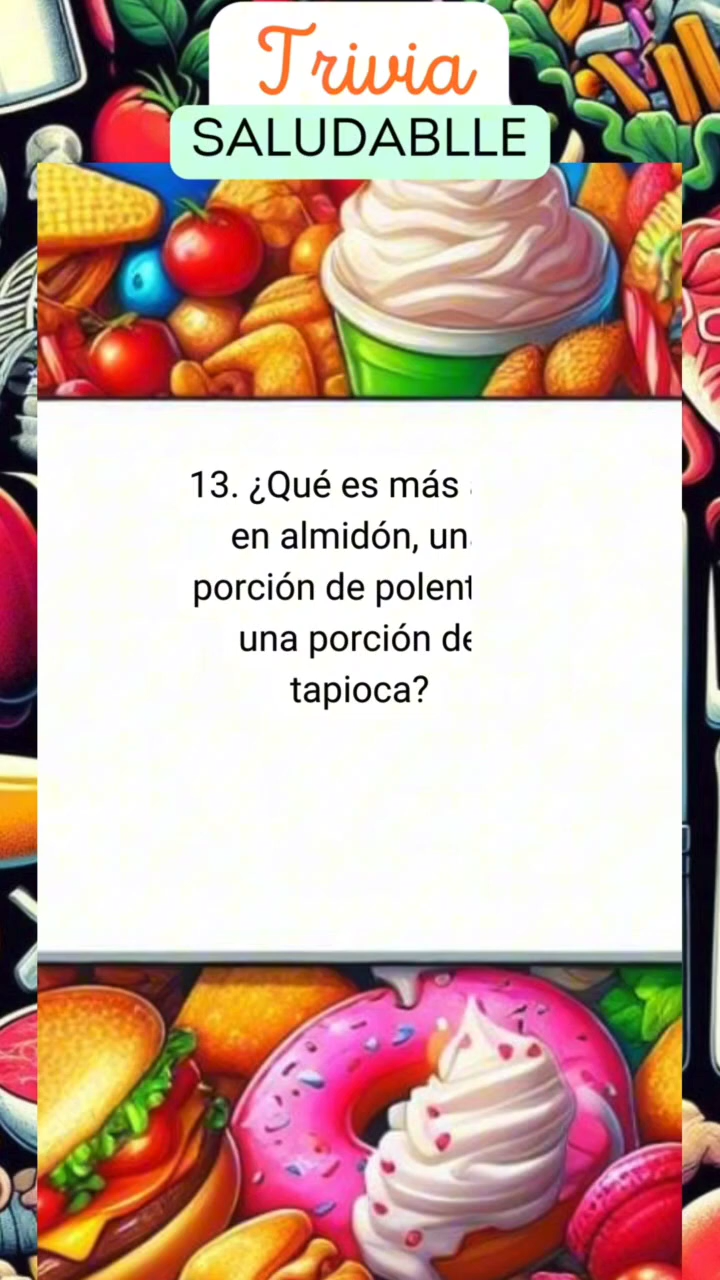 Trivia
SALUDABLLE
13. ¿Qué es más
en almidón, un
porción de polent
una porción de
tapioca?